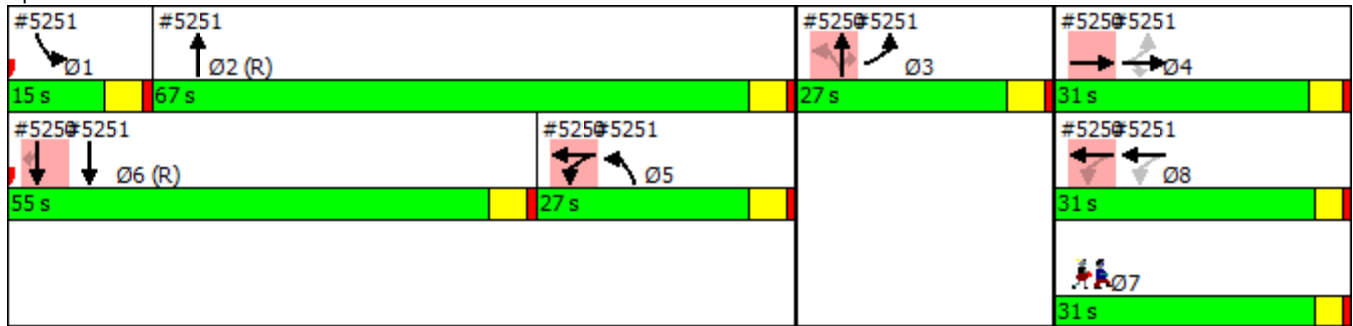 #5251 #5251 #5250 #5251 #5250 #5251
Ø1 Ø2 (R) Ø3 Ø4
15 s 67 s 27 s 31 s
#5250 #5251 #5250 #5251 #5250 #5251
Ø6 (R) Ø5 Ø8
55 s 27 s 31 s
Ø7
31 s